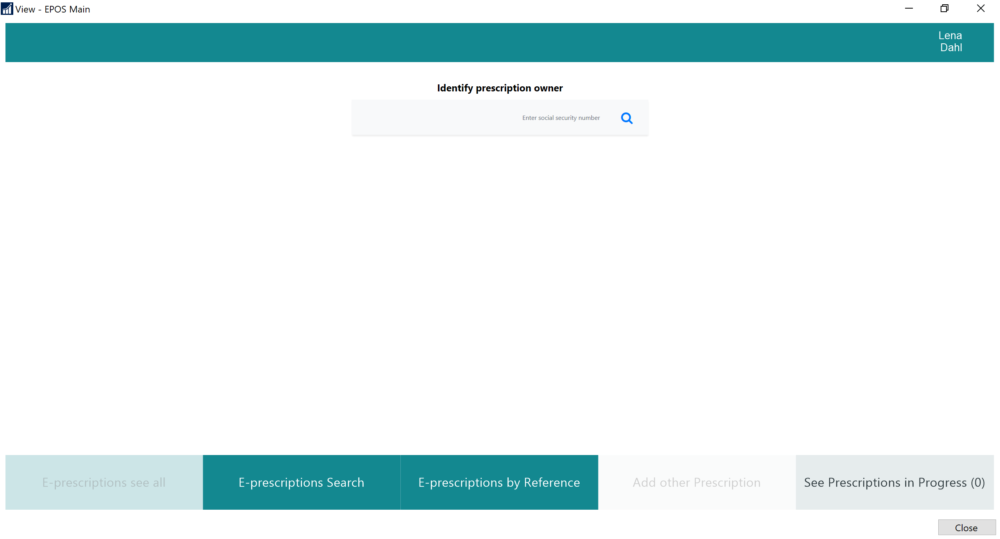 View - EPOS Main
Lena
Dahl
Identify prescription owner
Enter social security number
E-prescriptions see all
E-prescriptions Search
E-prescriptions by Reference
Add other Prescription
See Prescriptions in Progress (0)
Close